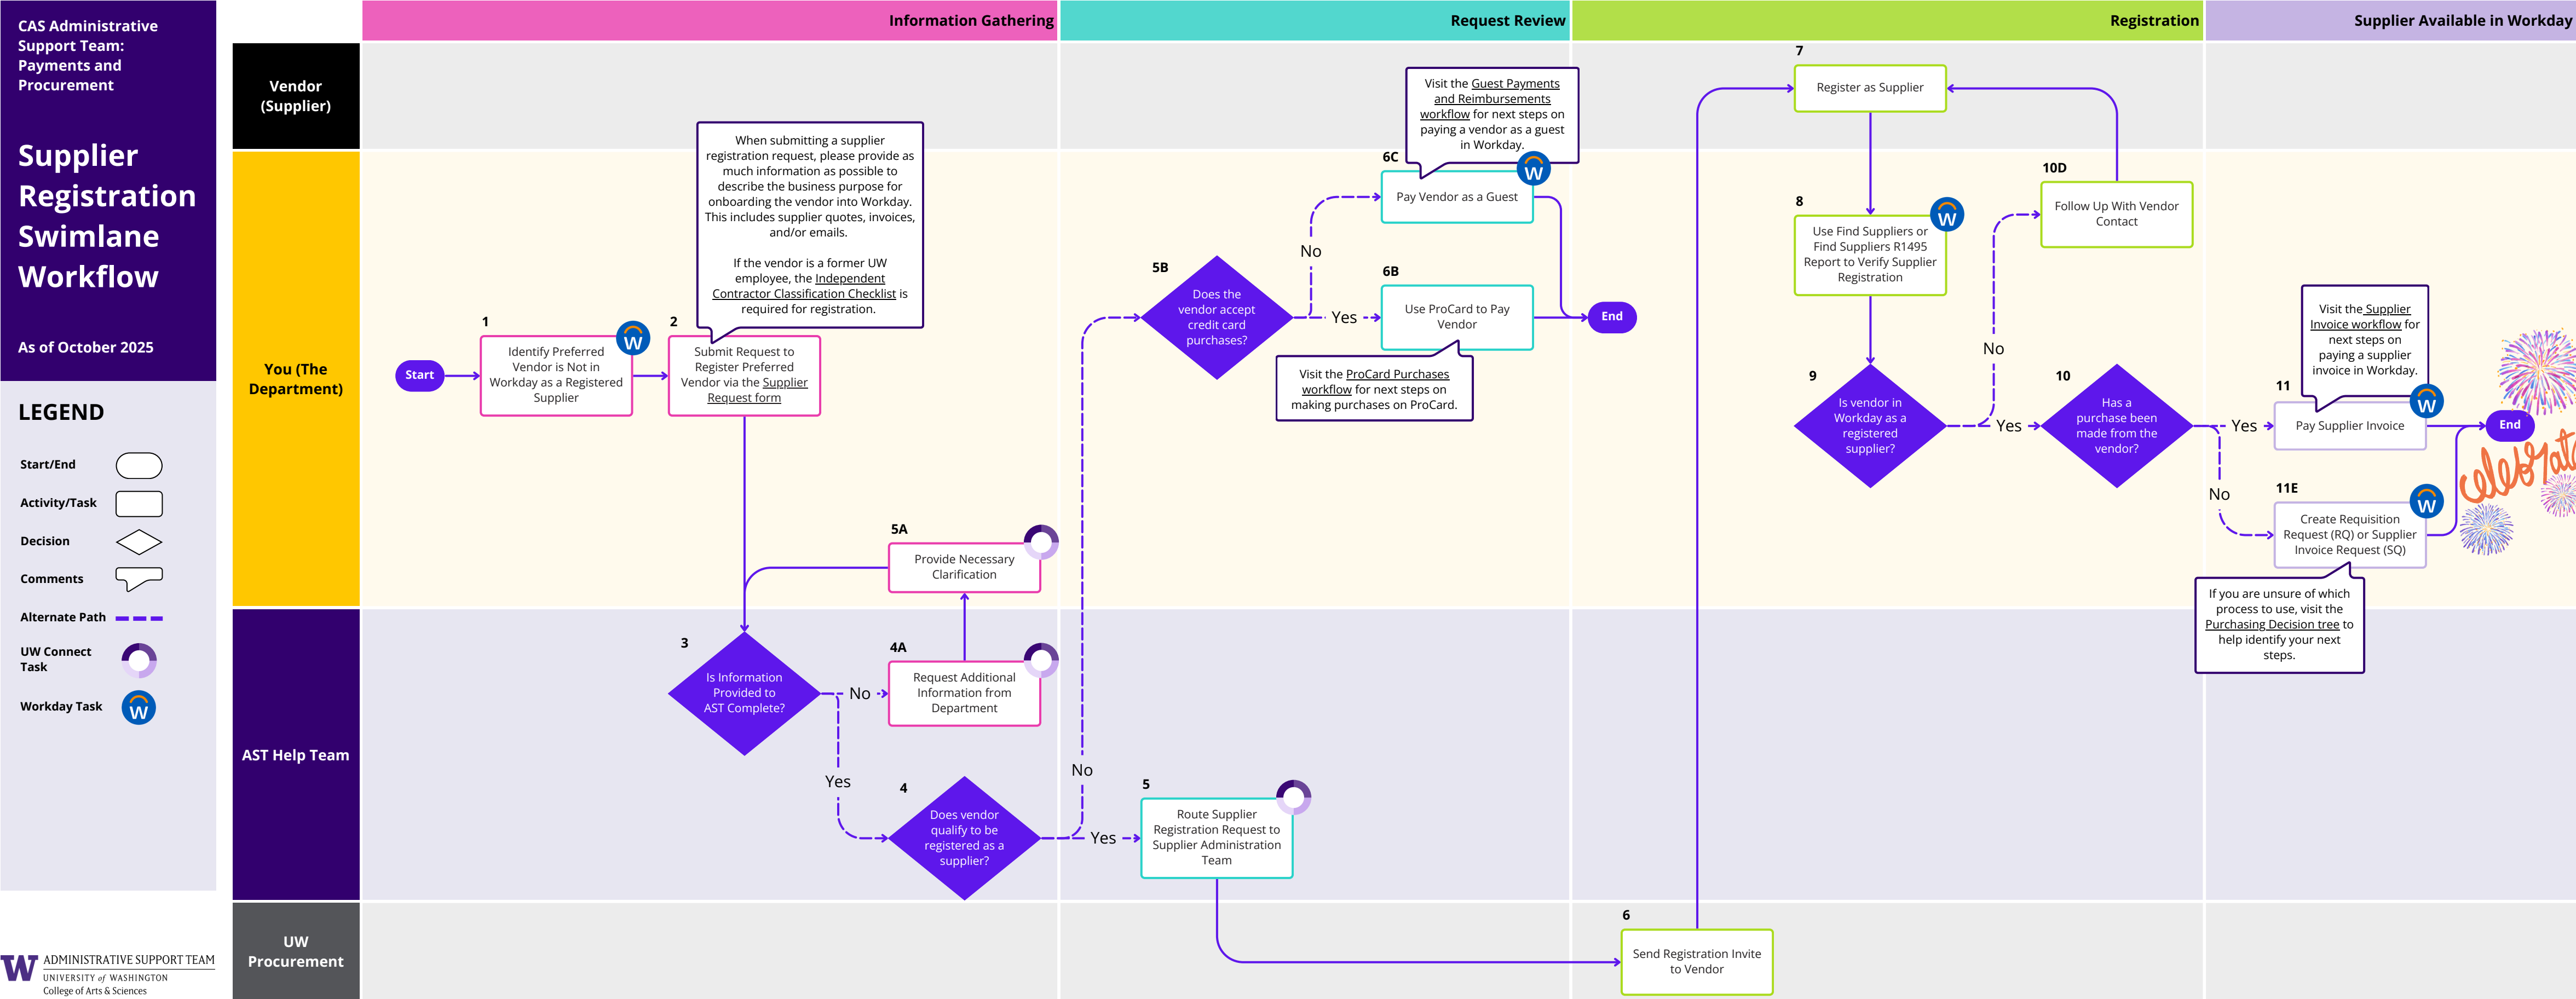 CAS Administrative
Support Team:
Payments and
Procurement
Supplier
Registration
Swimlane
Workflow
As of October 2025
LEGEND
Start/End
Activity/Task
Decision
Comments
Alternate Path
UW Connect
Task
Workday Task
W
W
ADMINISTRATIVE SUPPORT TEAM
UNIVERSITY of WASHINGTON
College of Arts & Sciences
Information Gathering
Request Review
Registration
Supplier Available in Workday
Vendor
(Supplier)
You (The
Department)
AST Help Team
UW
Procurement
Start
1
W
Identify Preferred
Vendor is Not in
Workday as a Registered
Supplier
2
Submit Request to
Register Preferred
Vendor via the Supplier
Request form
When submitting a supplier
registration request, please provide as
much information as possible to
describe the business purpose for
onboarding the vendor into Workday.
This includes supplier quotes, invoices,
and/or emails.
If the vendor is a former UW
employee, the Independent
Contractor Classification Checklist is
required for registration.
3
Is Information
Provided to
AST Complete?
No
Yes
4A
Request Additional
Information from
Department
5A
Provide Necessary
Clarification
4
Does vendor
qualify to be
registered as a
supplier?
No
Yes
5
Route Supplier
Registration Request to
Supplier Administration
Team
5B
Does the
vendor accept
credit card
purchases?
No
Yes
6C
W
Pay Vendor as a Guest
Visit the Guest Payments
and Reimbursements
workflow for next steps on
paying a vendor as a guest
in Workday.
6B
Use ProCard to Pay
Vendor
Visit the ProCard Purchases
workflow for next steps on
making purchases on ProCard.
End
6
Send Registration Invite
to Vendor
7
Register as Supplier
8
W
Use Find Suppliers or
Find Suppliers R1495
Report to Verify Supplier
Registration
9
Is vendor in
Workday as a
registered
supplier?
No
Yes
10D
Follow Up With Vendor
Contact
10
Has a
purchase been
made from the
vendor?
Yes
No
Visit the Supplier
Invoice workflow for
next steps on
paying a supplier
invoice in Workday.
11
W
Pay Supplier Invoice
11E
W
Create Requisition
Request (RQ) or Supplier
Invoice Request (SQ)
If you are unsure of which
process to use, visit the
Purchasing Decision tree to
help identify your next
steps.
End
celebrat